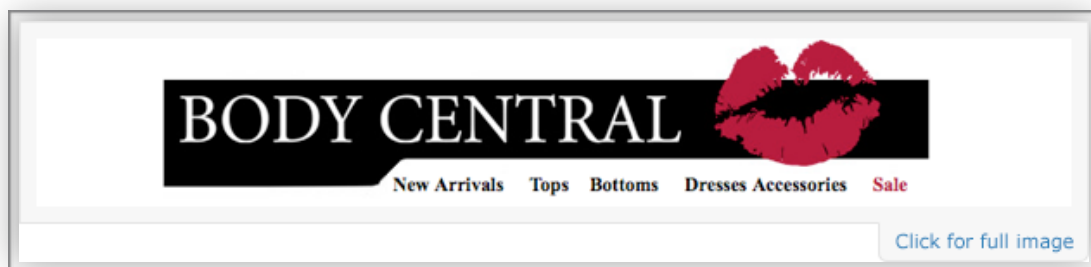 BODY CENTRAL
New Arrivals Tops Bottoms Dresses Accessories Sale
Click for full image